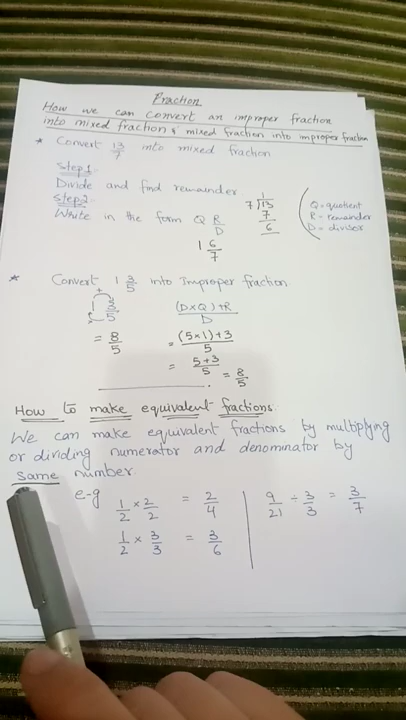 Fraction
How we can convert an improper fraction
into mixed fraction & mixed fraction into improper fraction
* Convert 13/7 into mixed fraction
Step 1
Divide and find remainder
Step 2
Write in the form Q R/D
1 6/7
1
7 13
7
6
Q = quotient
R = remainder
D = divisor
* Convert 1 3/5 into Improper fraction.
1 3/5
+
×
= 8/5
(D×Q)+R/D
= (5×1)+3/5
= 5+3/5 = 8/5
How to make equivalent fractions:
We can make equivalent fractions by multiplying
or dividing numerator and denominator by
same number.
e-g 1/2 × 2/2 = 2/4
1/2 × 3/3 = 3/6
9/21 ÷ 3/3 = 3/7